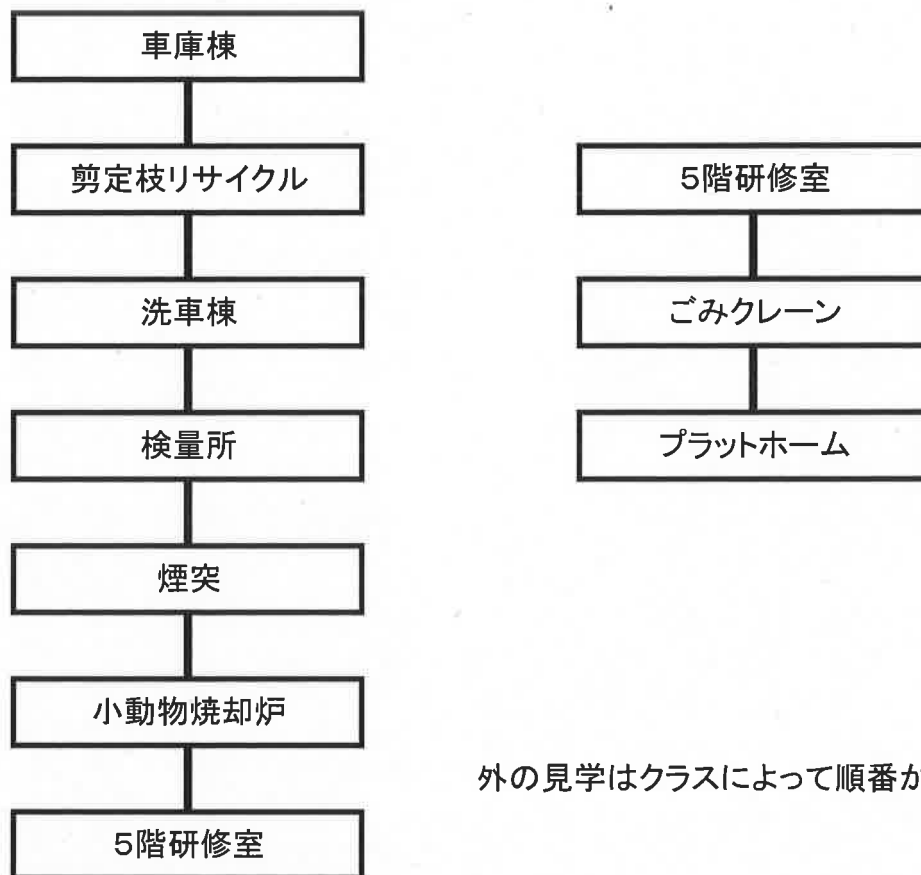 車庫棟
剪定枝リサイクル
洗車棟
検量所
煙突
小動物焼却炉
5階研修室
5階研修室
ごみクレーン
プラットホーム
外の見学はクラスによって順番か